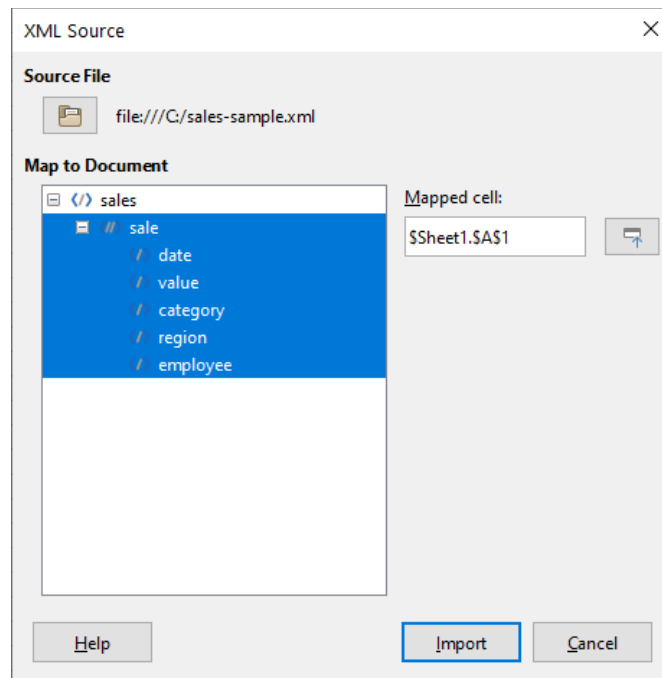 XML Source
Source File
file:///C:/sales-sample.xml
Map to Document
sales
sale
date
value
category
region
employee
Mapped cell:
$Sheet1.$A$1
Help
Import
Cancel